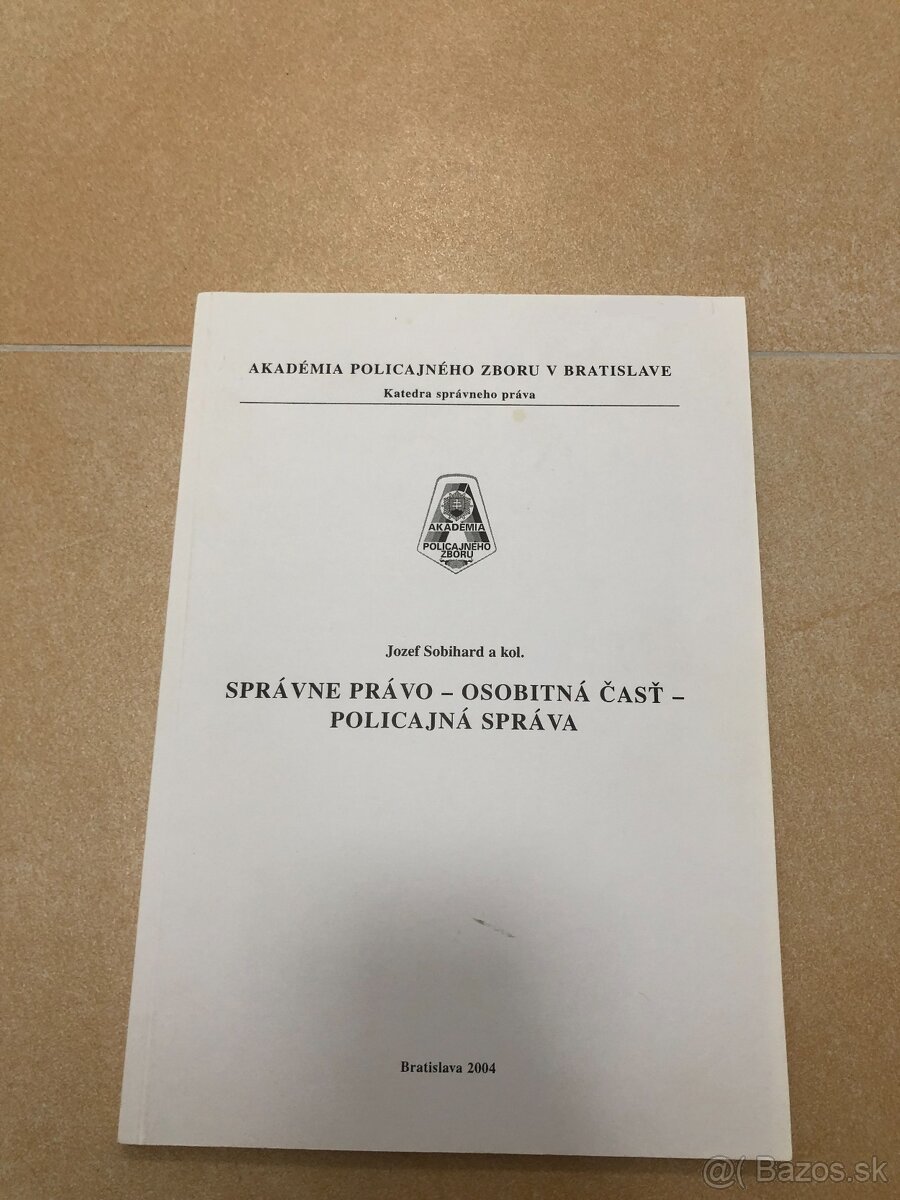 AKADÉMIA POLICAJNÉHO ZBORU V BRATISLAVE
Katedra správneho práva
AKADÉMIA
POLICAJNÉHO
ZBORU
Jozef Sobihard a kol.
SPRÁVNE PRÁVO – OSOBITNÁ ČASŤ –
POLICAJNÁ SPRÁVA
Bratislava 2004
@( Bazos.sk